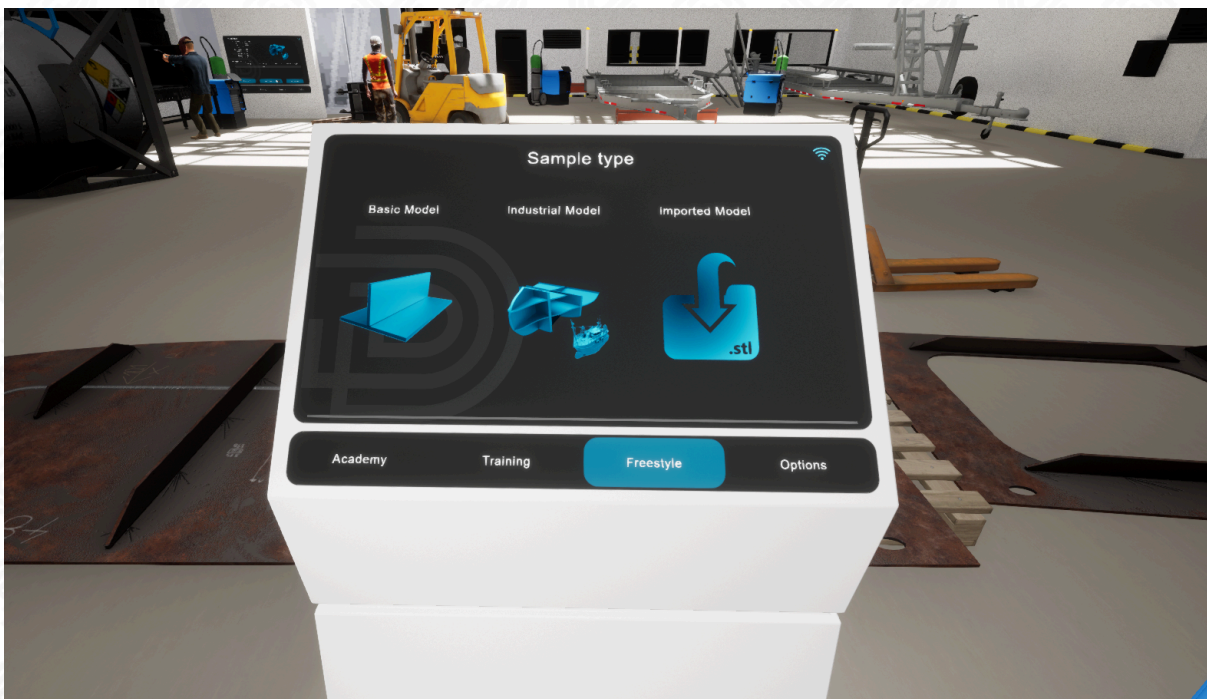 Sample type
Basic Model
Industrial Model
Imported Model
.stl
Academy
Training
Freestyle
Options